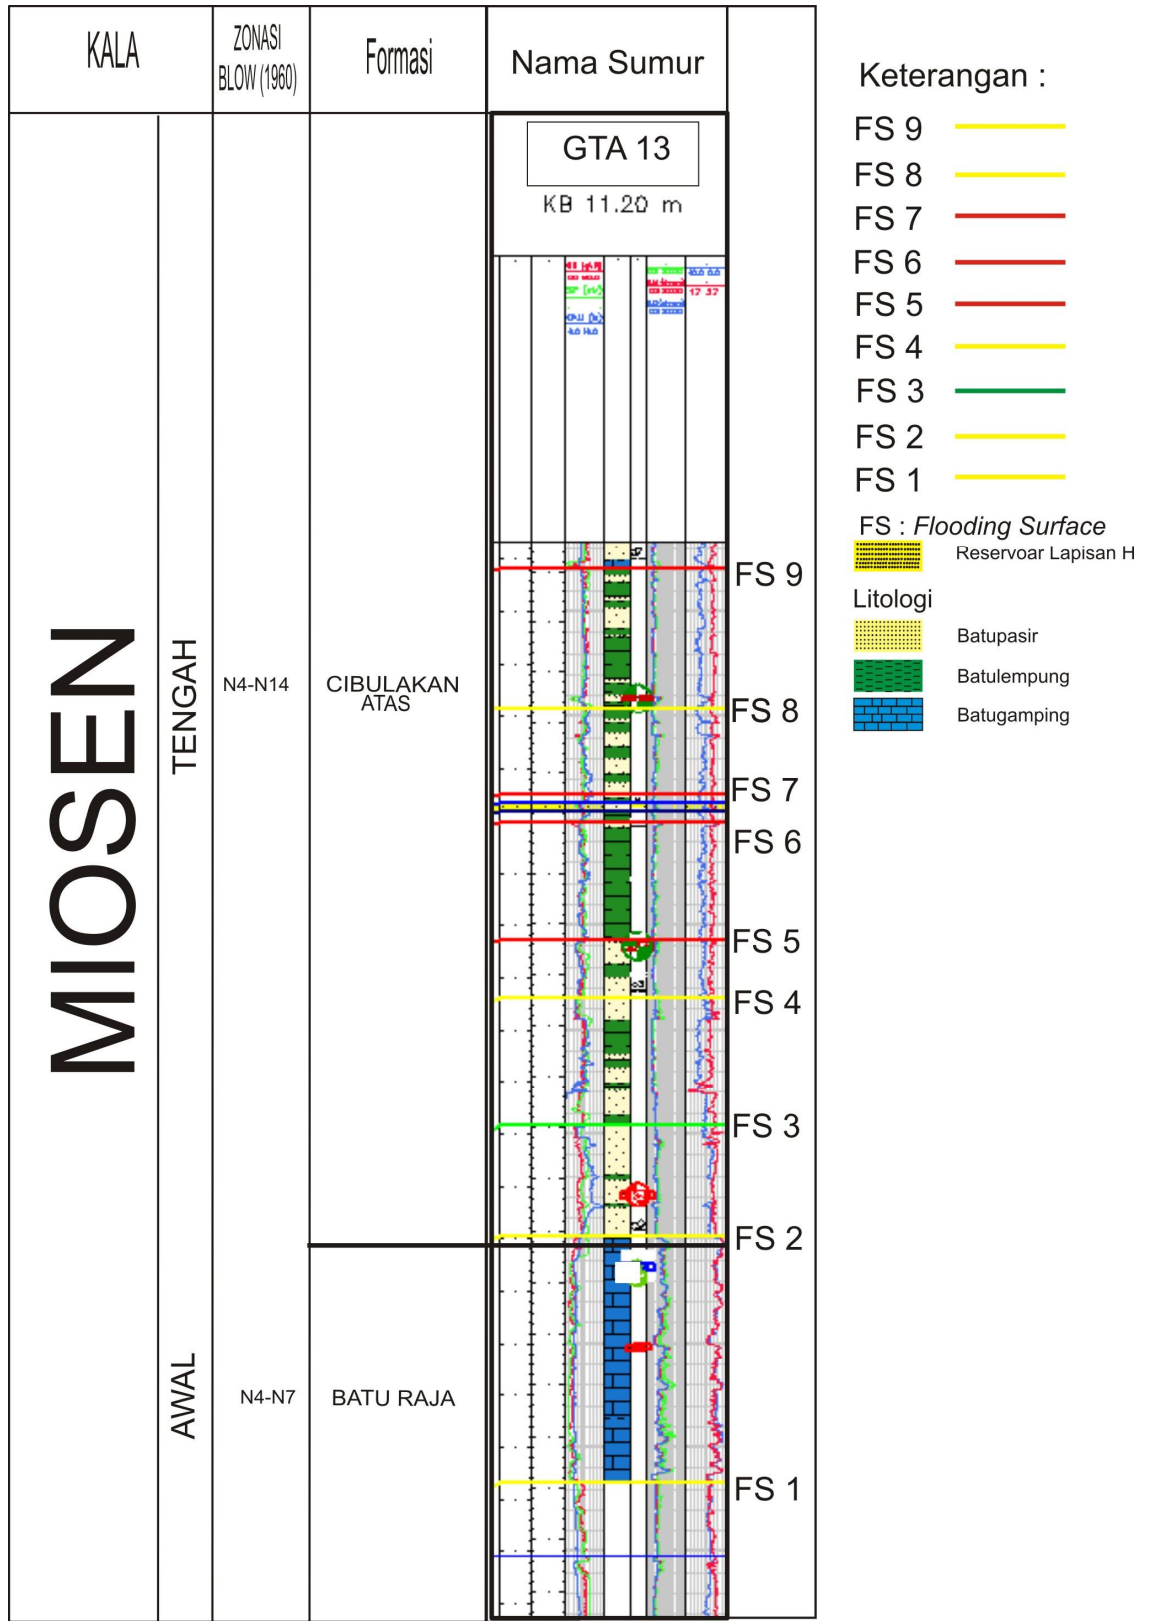 KALA
ZONASI
BLOW (1960)
Formasi
Nama Sumur
GTA 13
KB 11.20 m
MIOSEN
TENGAH
N4-N14
CIBULAKAN
ATAS
FS 9
FS 8
FS 7
FS 6
FS 5
FS 4
FS 3
FS 2
AWAL
N4-N7
BATU RAJA
FS 1
Keterangan :
FS 9
FS 8
FS 7
FS 6
FS 5
FS 4
FS 3
FS 2
FS 1
FS : Flooding Surface
Reservoar Lapisan H
Litologi
Batupasir
Batulempung
Batugamping